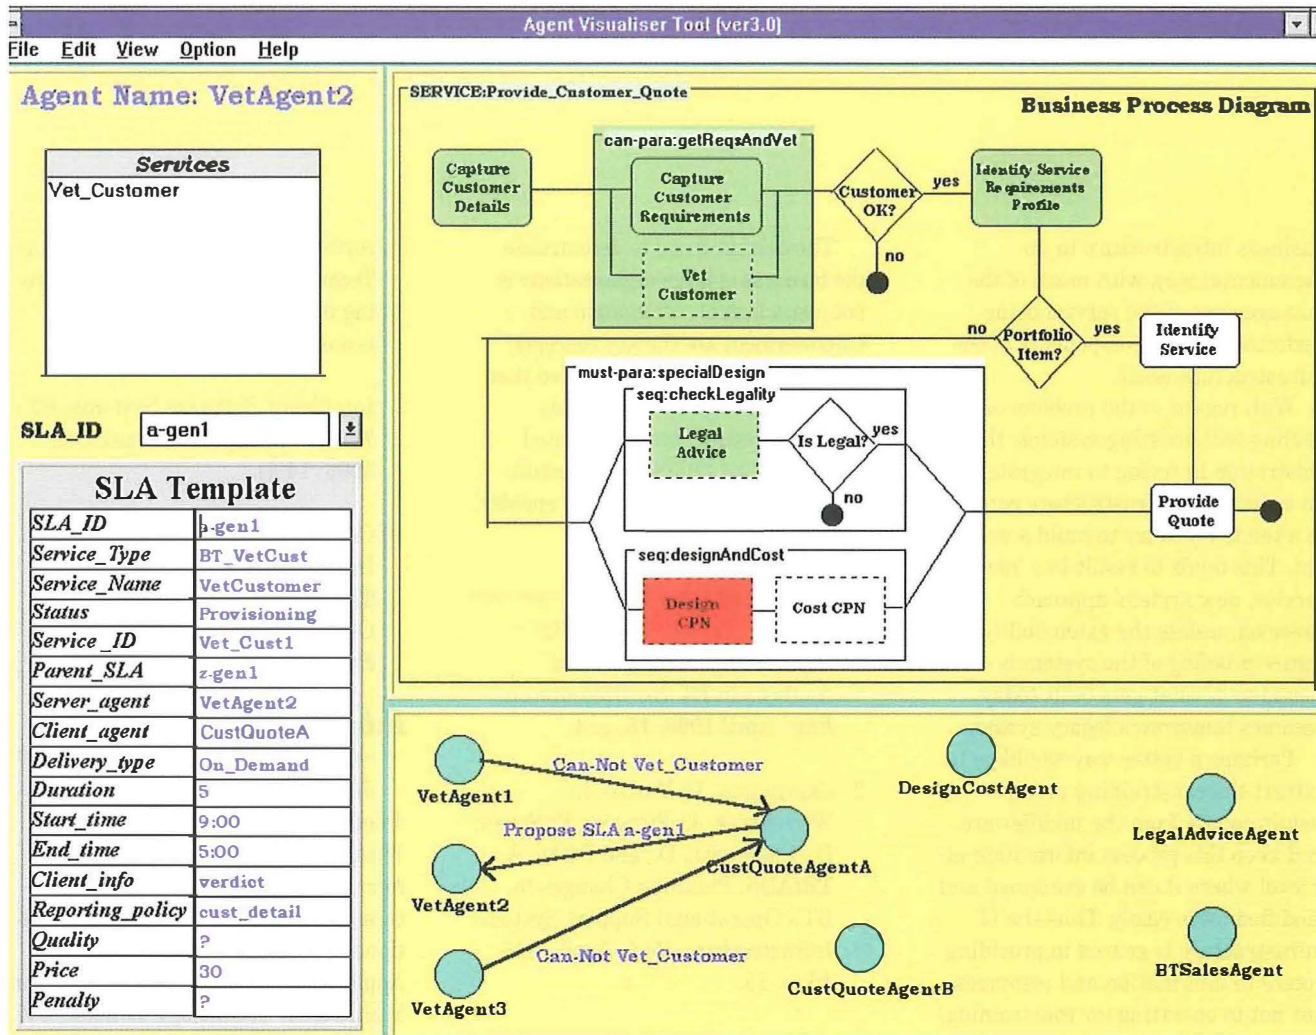 Agent Visualiser Tool (ver3.0)
File Edit View Option Help
Agent Name: VetAgent2
Services
Vet_Customer
SLA_ID a-gen1
SLA Template
SLA_ID a-gen1
Service_Type BT_VetCust
Service_Name VetCustomer
Status Provisioning
Service_ID Vet_Cust1
Parent_SLA z-gen1
Server_agent VetAgent2
Client_agent CustQuoteA
Delivery_type On_Demand
Duration 5
Start_time 9:00
End_time 5:00
Client_info verdict
Reporting_policy cust_detail
Quality ?
Price 30
Penalty ?
SERVICE:Provide_Customer_Quote
Business Process Diagram
Capture
Customer
Details
can-para:getReqsAndVet
Capture
Customer
Requirements
Vet
Customer
Customer
OK?
yes
no
Identify Service
Requirements
Profile
no
Portfolio
Item?
yes
Identify
Service
must-para:specialDesign
seq:checkLegality
Legal
Advice
Is Legal?
yes
no
seq:designAndCost
Design
CPN
Cost CPN
Provide
Quote
VetAgent1
Can-Not Vet_Customer
Propose SLA a-gen1
CustQuoteAgentA
VetAgent2
Can-Not Vet_Customer
VetAgent3
DesignCostAgent
LegalAdviceAgent
CustQuoteAgentB
BTSalesAgent